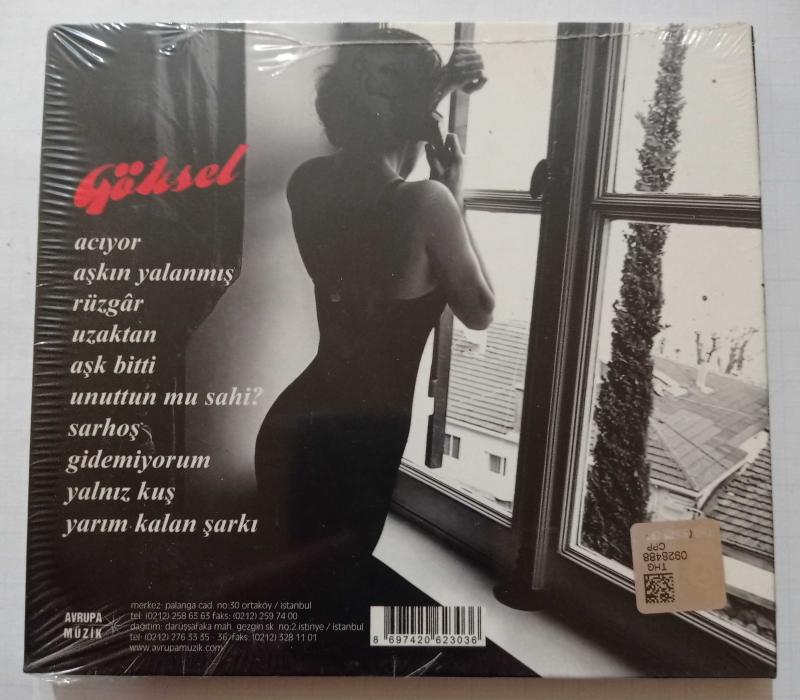 Göksel
acıyor
aşkın yalanmış
rüzgâr
uzaktan
aşk bitti
unuttun mu sahi?
sarhoş
gidemiyorum
yalnız kuş
yarım kalan şarkı
AVRUPA
MÜZİK
merkez: palanga cad. no:30 ortaköy / istanbul
tel: (0212) 258 63 63 faks: (0212) 259 74 00
dağıtım: darüşşafaka mah. gezgin sk. no:2 istinye / istanbul
tel: (0212) 276 33 35 - 36 faks: (0212) 328 11 01
www.avrupamuzik.com
8 697420 623036
THG
0926488
CPP